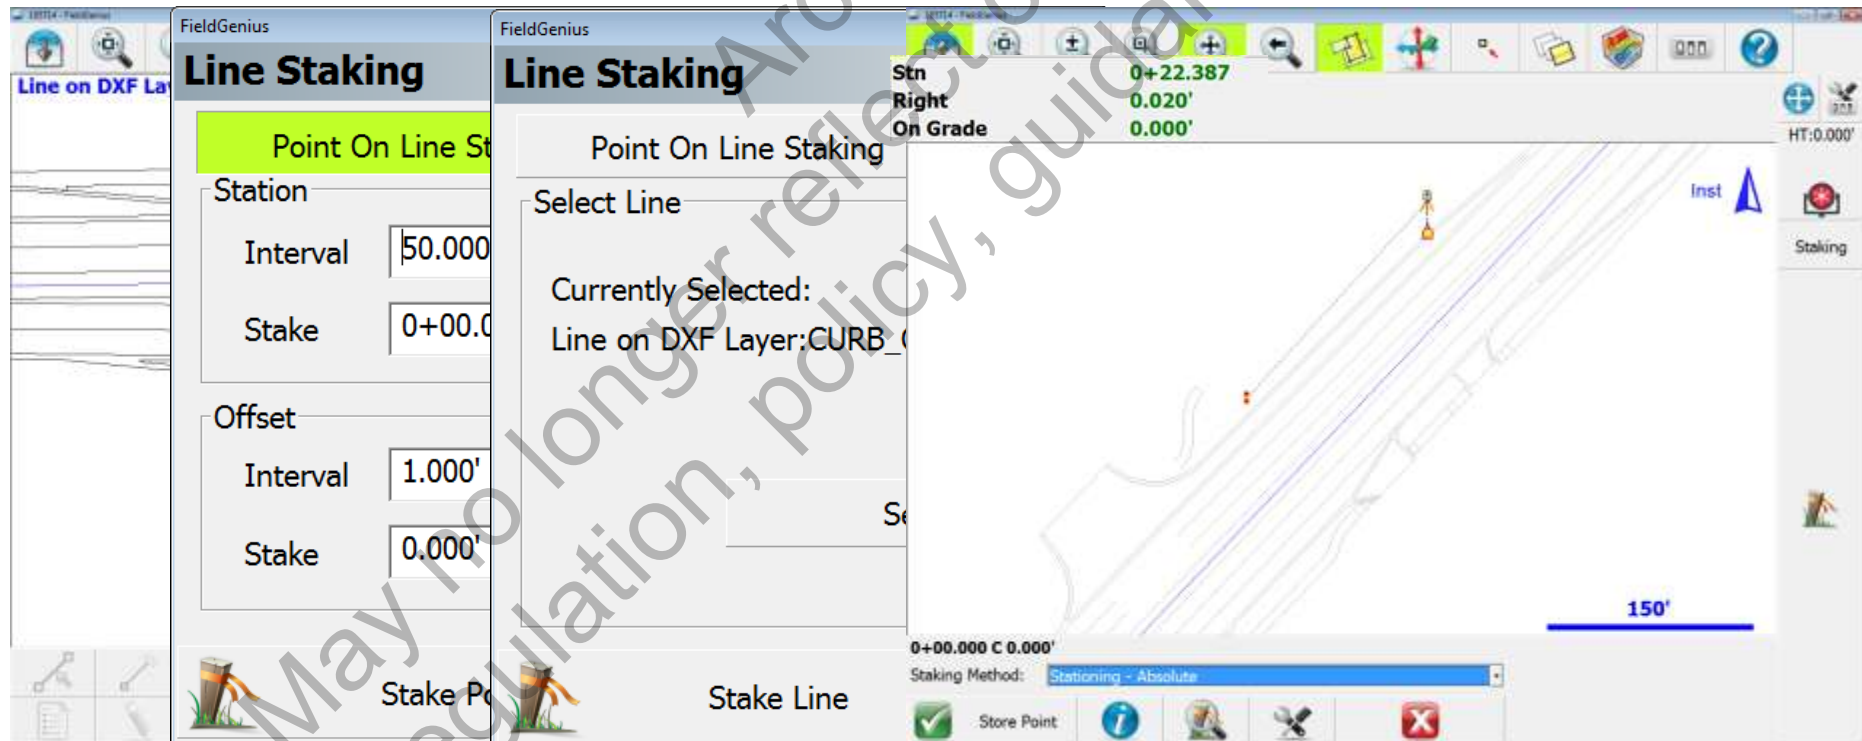 Line on DXF La
FieldGenius
Line Staking
Point On Line St
Station
Interval
50.000
Stake
0+00.0
Offset
Interval
1.000'
Stake
0.000'
Stake Po
FieldGenius
Line Staking
Point On Line Staking
Select Line
Currently Selected:
Line on DXF Layer:CURB_
Se
Stake Line
Stn 0+22.387
Right 0.020'
On Grade 0.000'
HT:0.000'
Inst
Staking
150'
0+00.000 C 0.000'
Staking Method: Stationing - Absolute
Store Point
May no longer reflect
regulation, policy, guidan